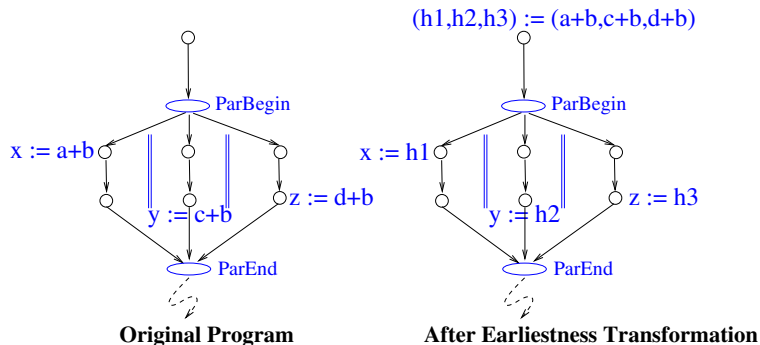 (h1,h2,h3) := (a+b,c+b,d+b)
ParBegin
ParBegin
x := a+b
x := h1
y := c+b
z := d+b
y := h2
z := h3
ParEnd
ParEnd
Original Program
After Earliestness Transformation